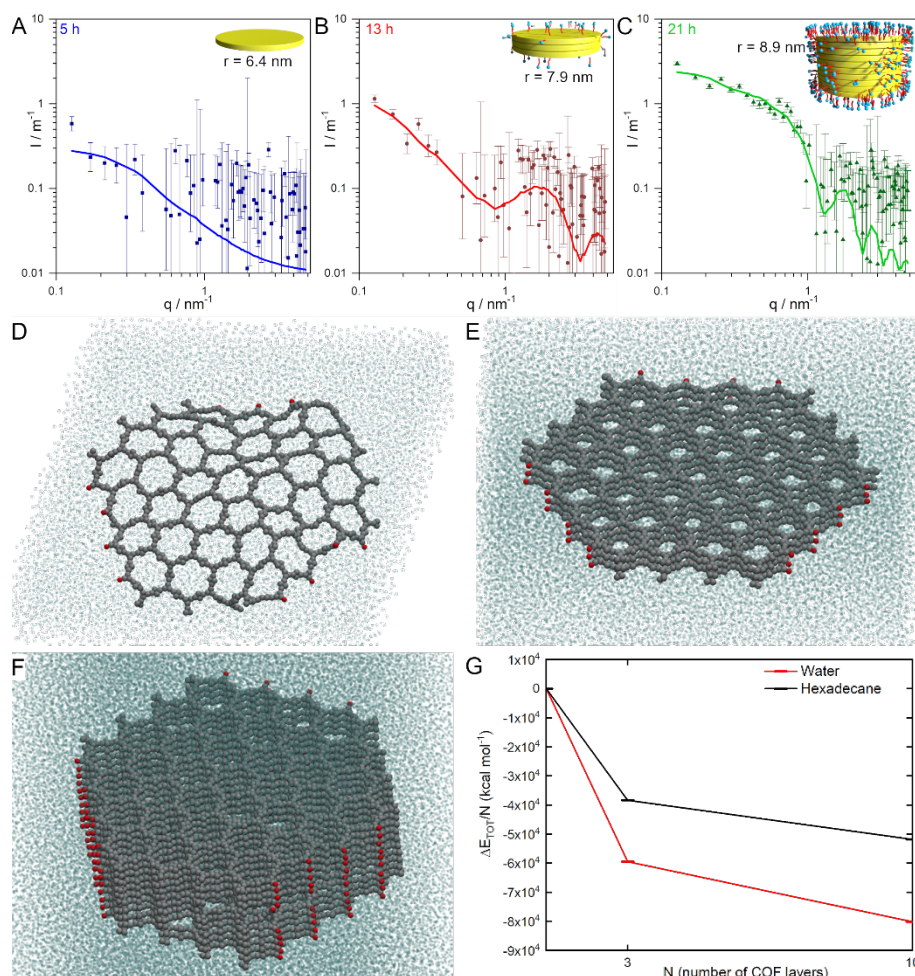 A
5 h
r = 6.4 nm
10
1
0.1
0.01
I / m⁻¹
0.1
1
q / nm⁻¹
B
13 h
r = 7.9 nm
10
1
0.1
0.01
I / m⁻¹
0.1
1
q / nm⁻¹
C
21 h
r = 8.9 nm
10
1
0.1
0.01
I / m⁻¹
0.1
1
q / nm⁻¹
D
E
F
G
Water
Hexadecane
1x10⁴
0
-1x10⁴
-2x10⁴
-3x10⁴
-4x10⁴
-5x10⁴
-6x10⁴
-7x10⁴
-8x10⁴
-9x10⁴
ΔE_TOT/N (kcal mol⁻¹)
3
10
N (number of COF layers)